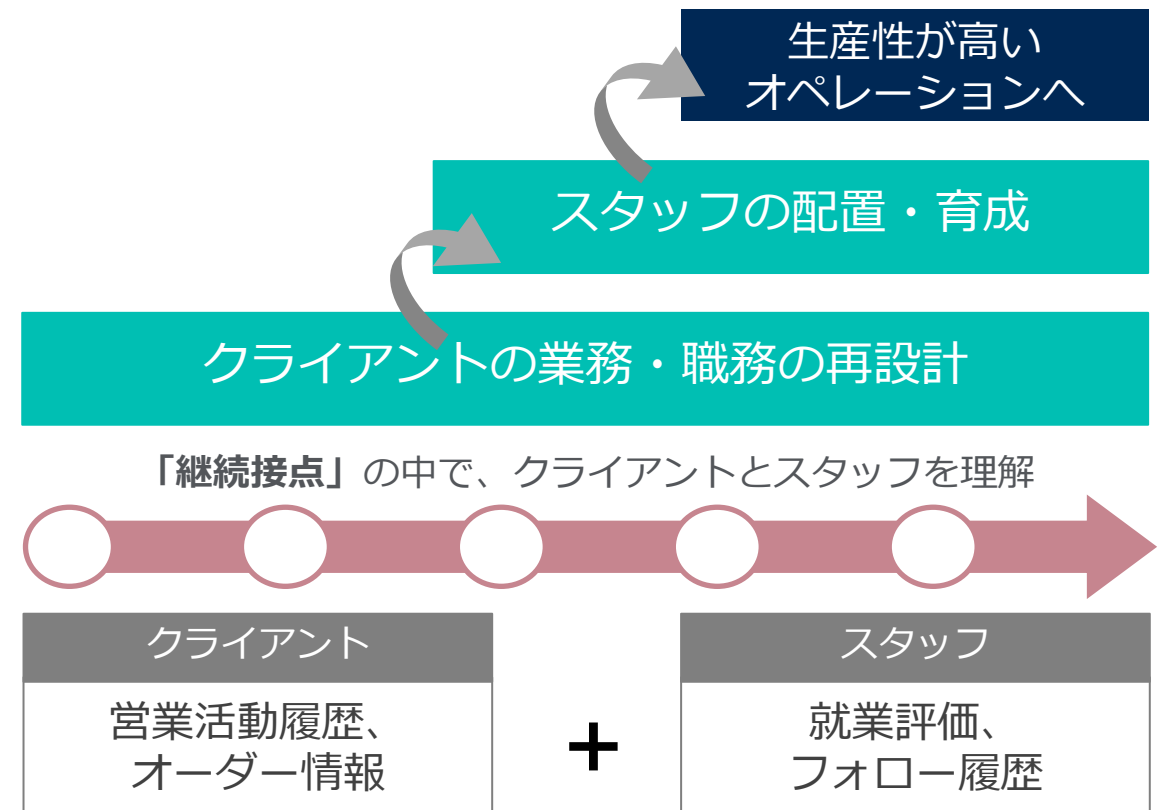 生産性が高い
オペレーションへ
スタッフの配置・育成
クライアントの業務・職務の再設計
「継続接点」の中で、クライアントとスタッフを理解
クライアント
営業活動履歴、
オーダー情報
+
スタッフ
就業評価、
フォロー履歴